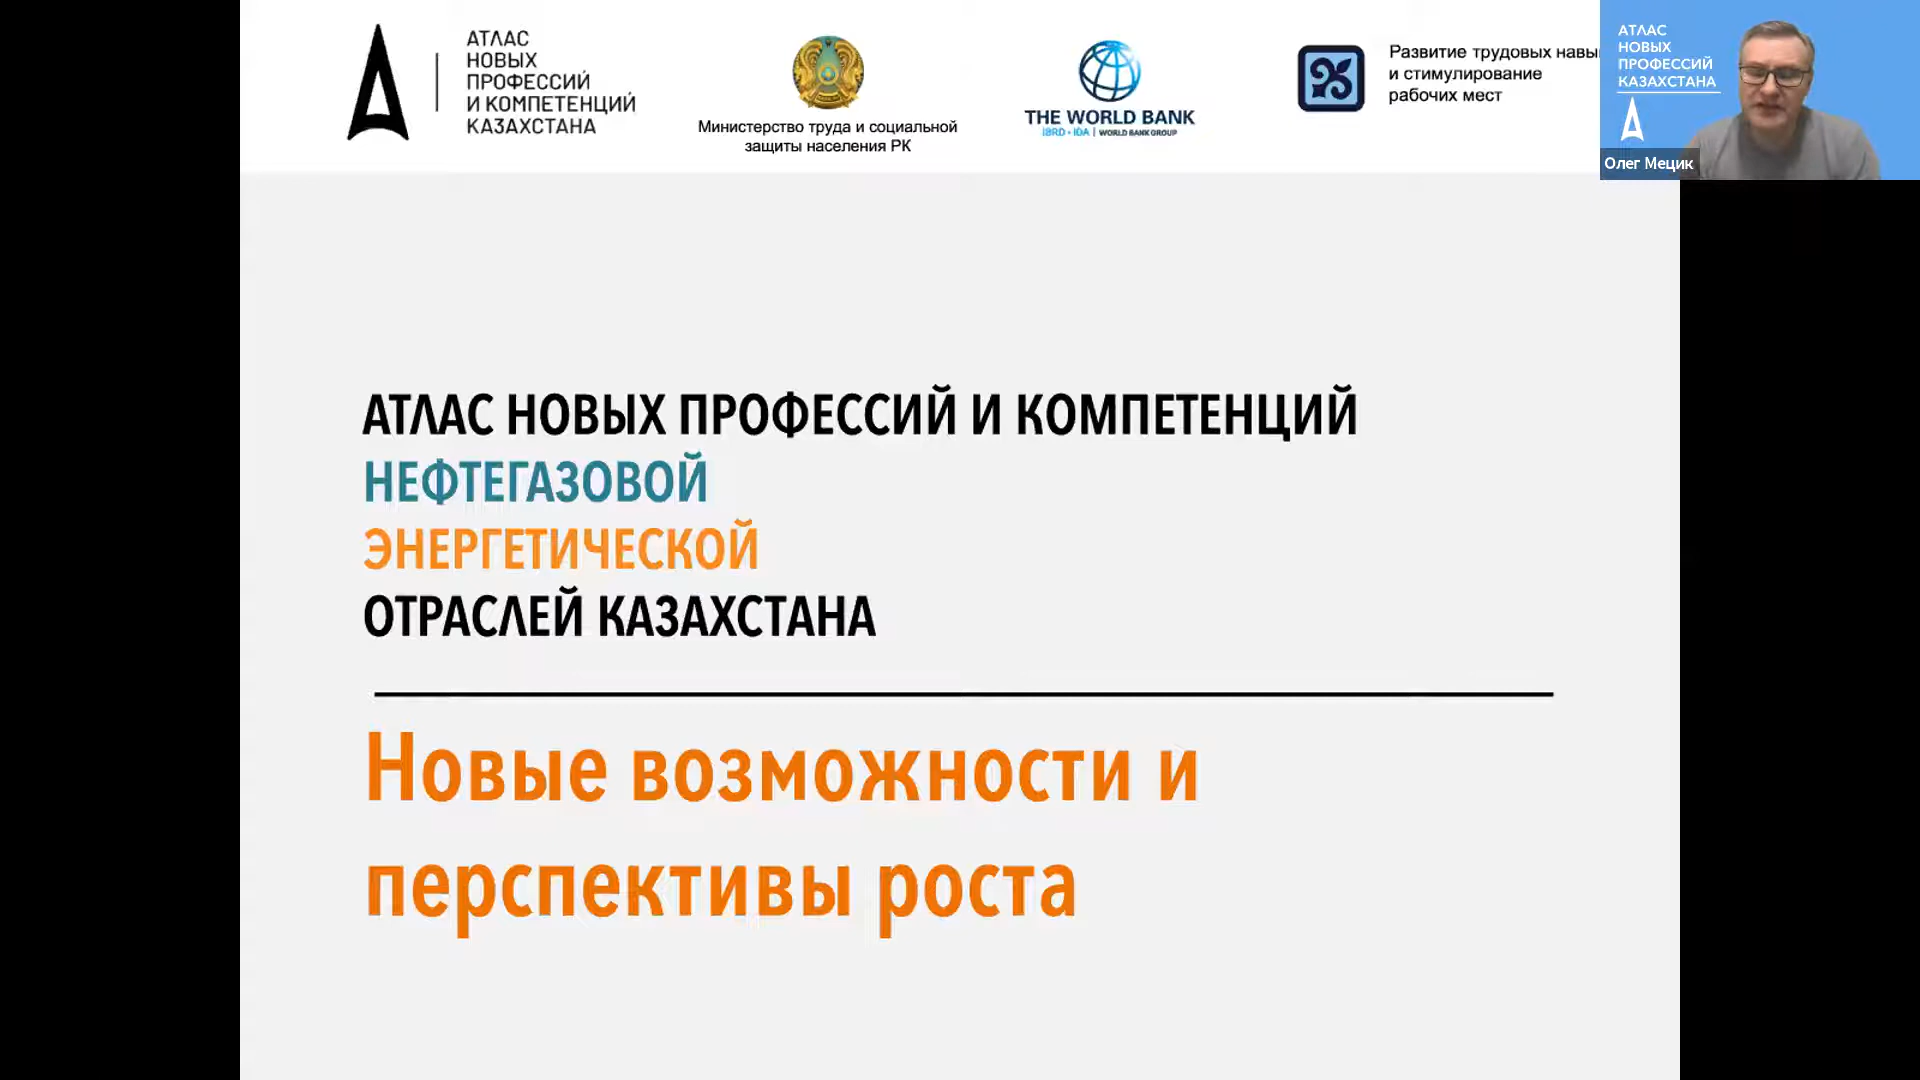 АТЛАС
НОВЫХ
ПРОФЕССИЙ
И КОМПЕТЕНЦИЙ
КАЗАХСТАНА
Министерство труда и социальной
защиты населения РК
THE WORLD BANK
IBRD • IDA | WORLD BANK GROUP
Развитие трудовых навы
и стимулирование
рабочих мест
АТЛАС
НОВЫХ
ПРОФЕССИЙ
КАЗАХСТАНА
Олег Мецик
АТЛАС НОВЫХ ПРОФЕССИЙ И КОМПЕТЕНЦИЙ
НЕФТЕГАЗОВОЙ
ЭНЕРГЕТИЧЕСКОЙ
ОТРАСЛЕЙ КАЗАХСТАНА
Новые возможности и
перспективы роста